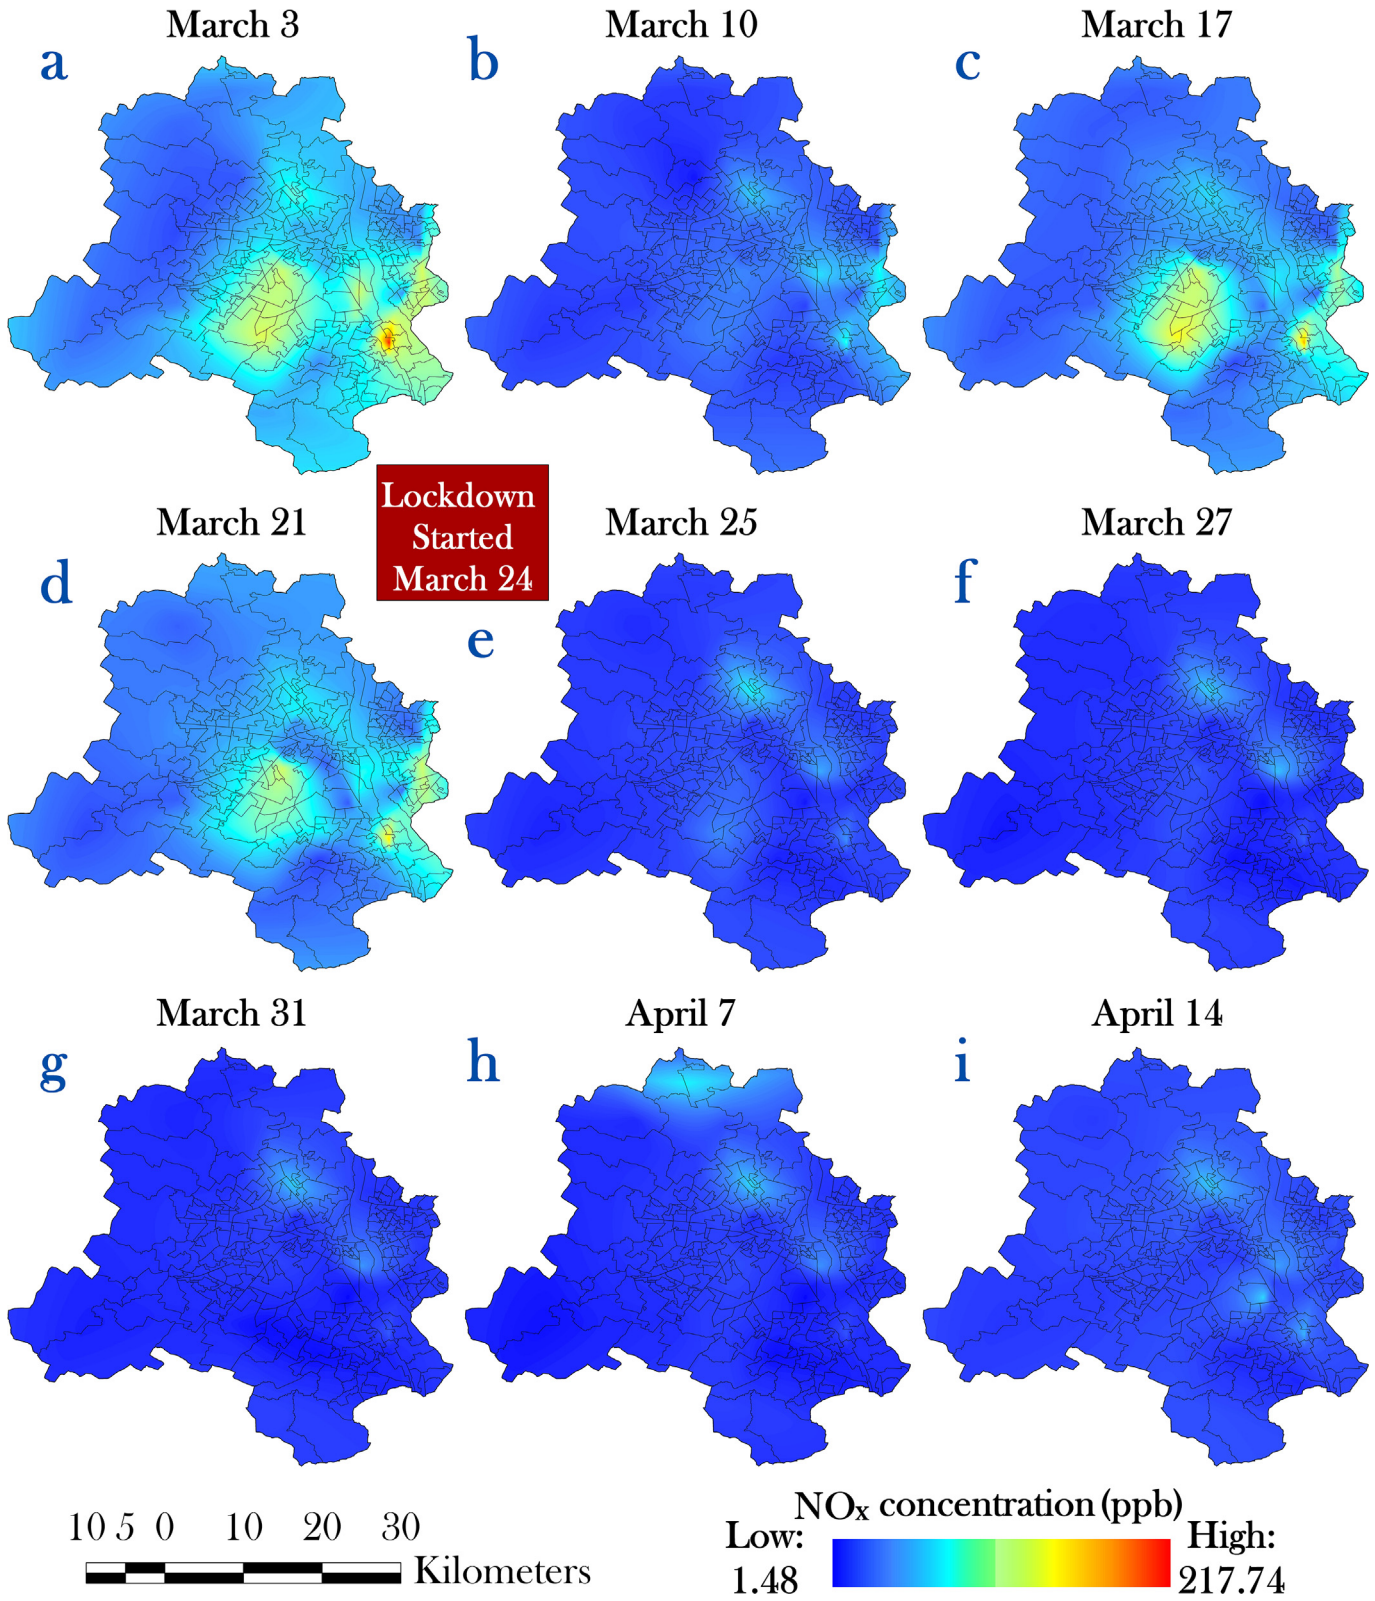 March 3
March 10
March 17
a
b
c
Lockdown
Started
March 24
March 21
March 25
March 27
d
e
f
March 31
April 7
April 14
g
h
i
10 5 0 10 20 30
Kilometers
NOx concentration (ppb)
Low:
1.48
High:
217.74